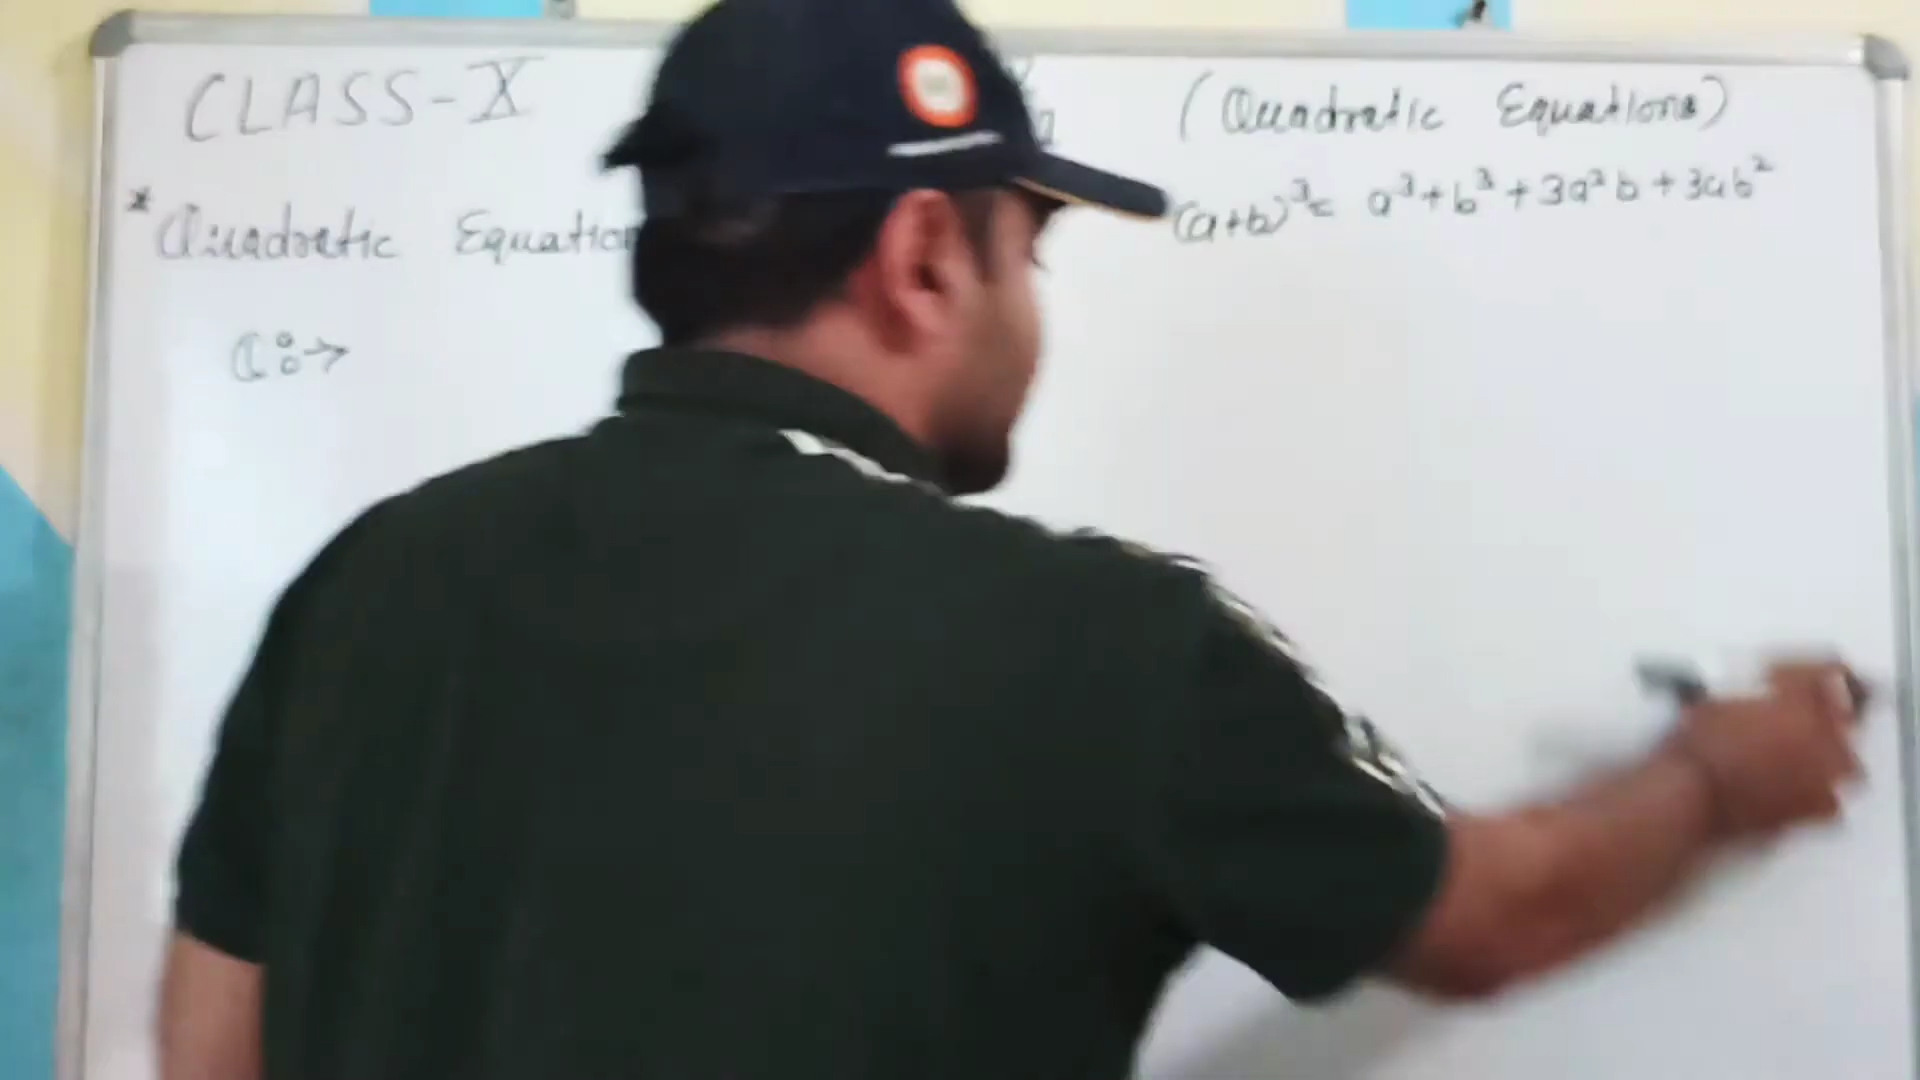 CLASS-X
(Quadratic Equations)
* Quadratic Equation
(a+b)³= a³+b³+3a²b+3ab²
Q:→